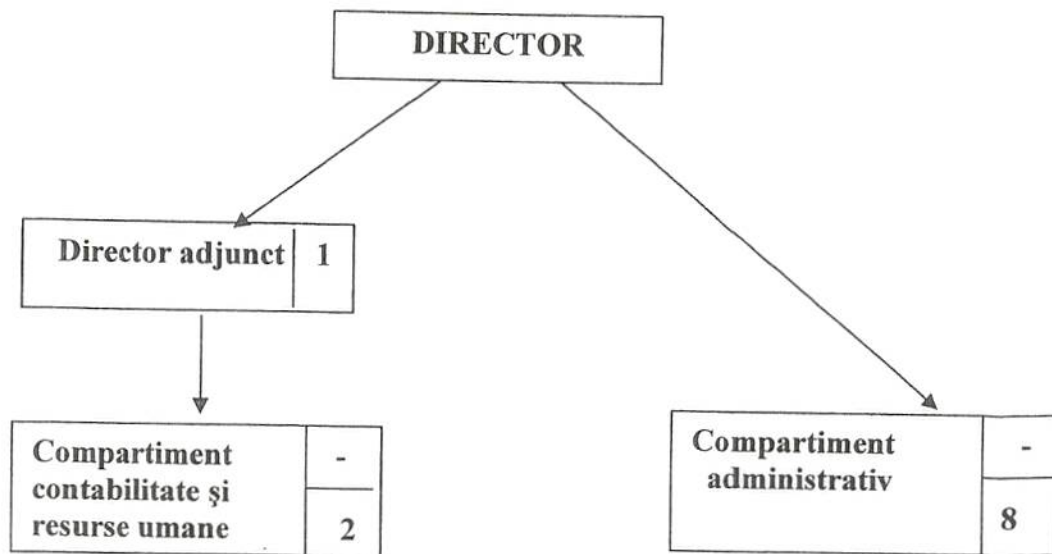 DIRECTOR
Director adjunct 1
Compartiment
contabilitate şi
resurse umane
-
2
Compartiment
administrativ
-
8